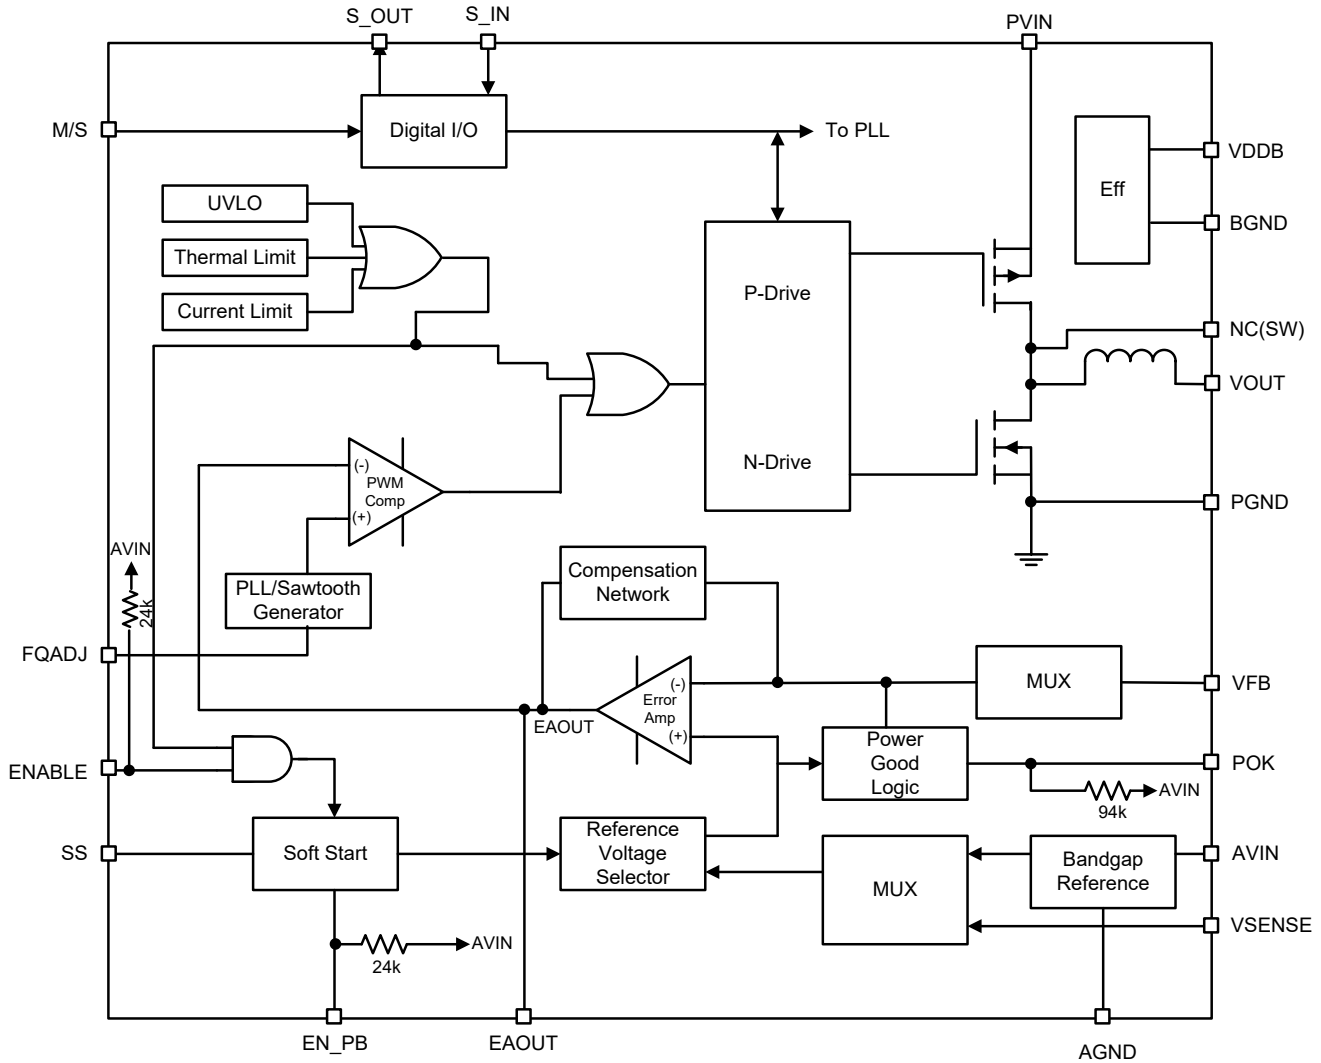 S_OUT
S_IN
PVIN
M/S
Digital I/O
To PLL
VDDB
Eff
UVLO
BGND
Thermal Limit
P-Drive
Current Limit
NC(SW)
VOUT
(-)
PWM
Comp
(+)
N-Drive
PGND
AVIN
24k
PLL/Sawtooth
Generator
Compensation
Network
FQADJ
(-)
Error
Amp
(+)
MUX
VFB
EAOUT
Power
Good
Logic
ENABLE
POK
AVIN
94k
SS
Soft Start
Reference
Voltage
Selector
MUX
Bandgap
Reference
AVIN
VSENSE
AVIN
24k
EN_PB
EAOUT
AGND